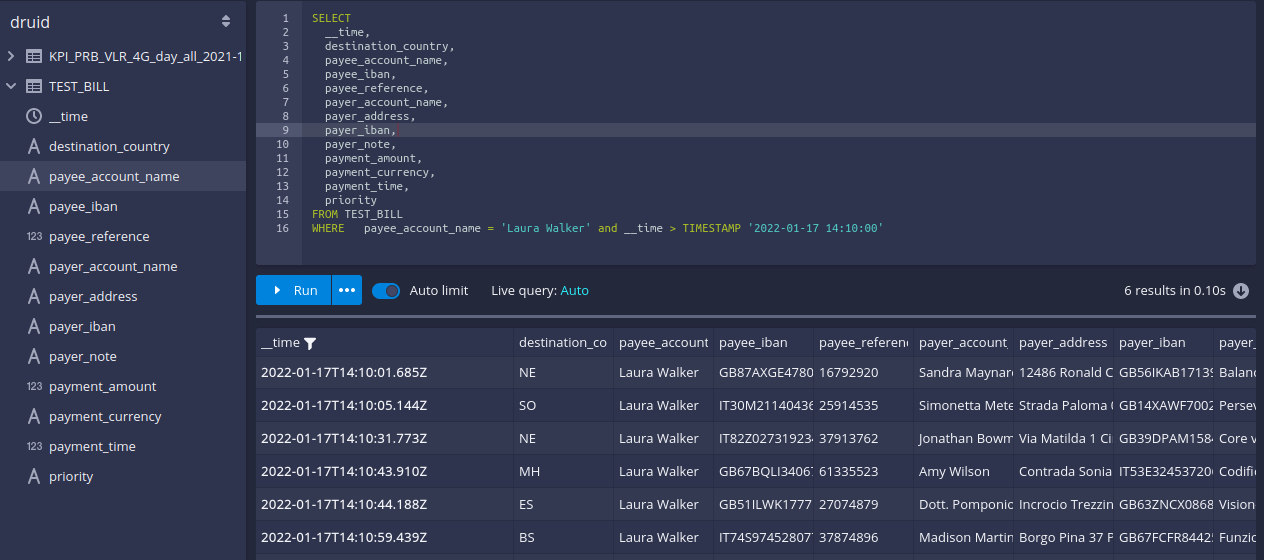 druid
KPI_PRB_VLR_4G_day_all_2021-1
TEST_BILL
__time
destination_country
payee_account_name
payee_iban
123 payee_reference
payer_account_name
payer_address
payer_iban
payer_note
123 payment_amount
payment_currency
123 payment_time
priority
1 SELECT
2 __time,
3 destination_country,
4 payee_account_name,
5 payee_iban,
6 payee_reference,
7 payer_account_name,
8 payer_address,
9 payer_iban,
10 payer_note,
11 payment_amount,
12 payment_currency,
13 payment_time,
14 priority
15 FROM TEST_BILL
16 WHERE payee_account_name = 'Laura Walker' and __time > TIMESTAMP '2022-01-17 14:10:00'
Run ••• Auto limit Live query: Auto 6 results in 0.10s
__time destination_co payee_account payee_iban payee_referen payer_account payer_address payer_iban payer_
2022-01-17T14:10:01.685Z NE Laura Walker GB87AXGE4780 16792920 Sandra Maynar 12486 Ronald C GB56IKAB17139 Balanc
2022-01-17T14:10:05.144Z SO Laura Walker IT30M21140436 25914535 Simonetta Mete Strada Paloma GB14XAWF7002 Persev
2022-01-17T14:10:31.773Z NE Laura Walker IT82Z02731923 37913762 Jonathan Bowm Via Matilda 1 Ci GB39DPAM158 Core v
2022-01-17T14:10:43.910Z MH Laura Walker GB67BQLI3406 61335523 Amy Wilson Contrada Sonia IT53E32453720 Codifi
2022-01-17T14:10:44.188Z ES Laura Walker GB51ILWK1777 27074879 Dott. Pomponic Incrocio Trezzin GB63ZNCX0868 Vision
2022-01-17T14:10:59.439Z BS Laura Walker IT74S97452807 37874896 Madison Martin Borgo Pina 37 P GB67FCFR8442 Funzic